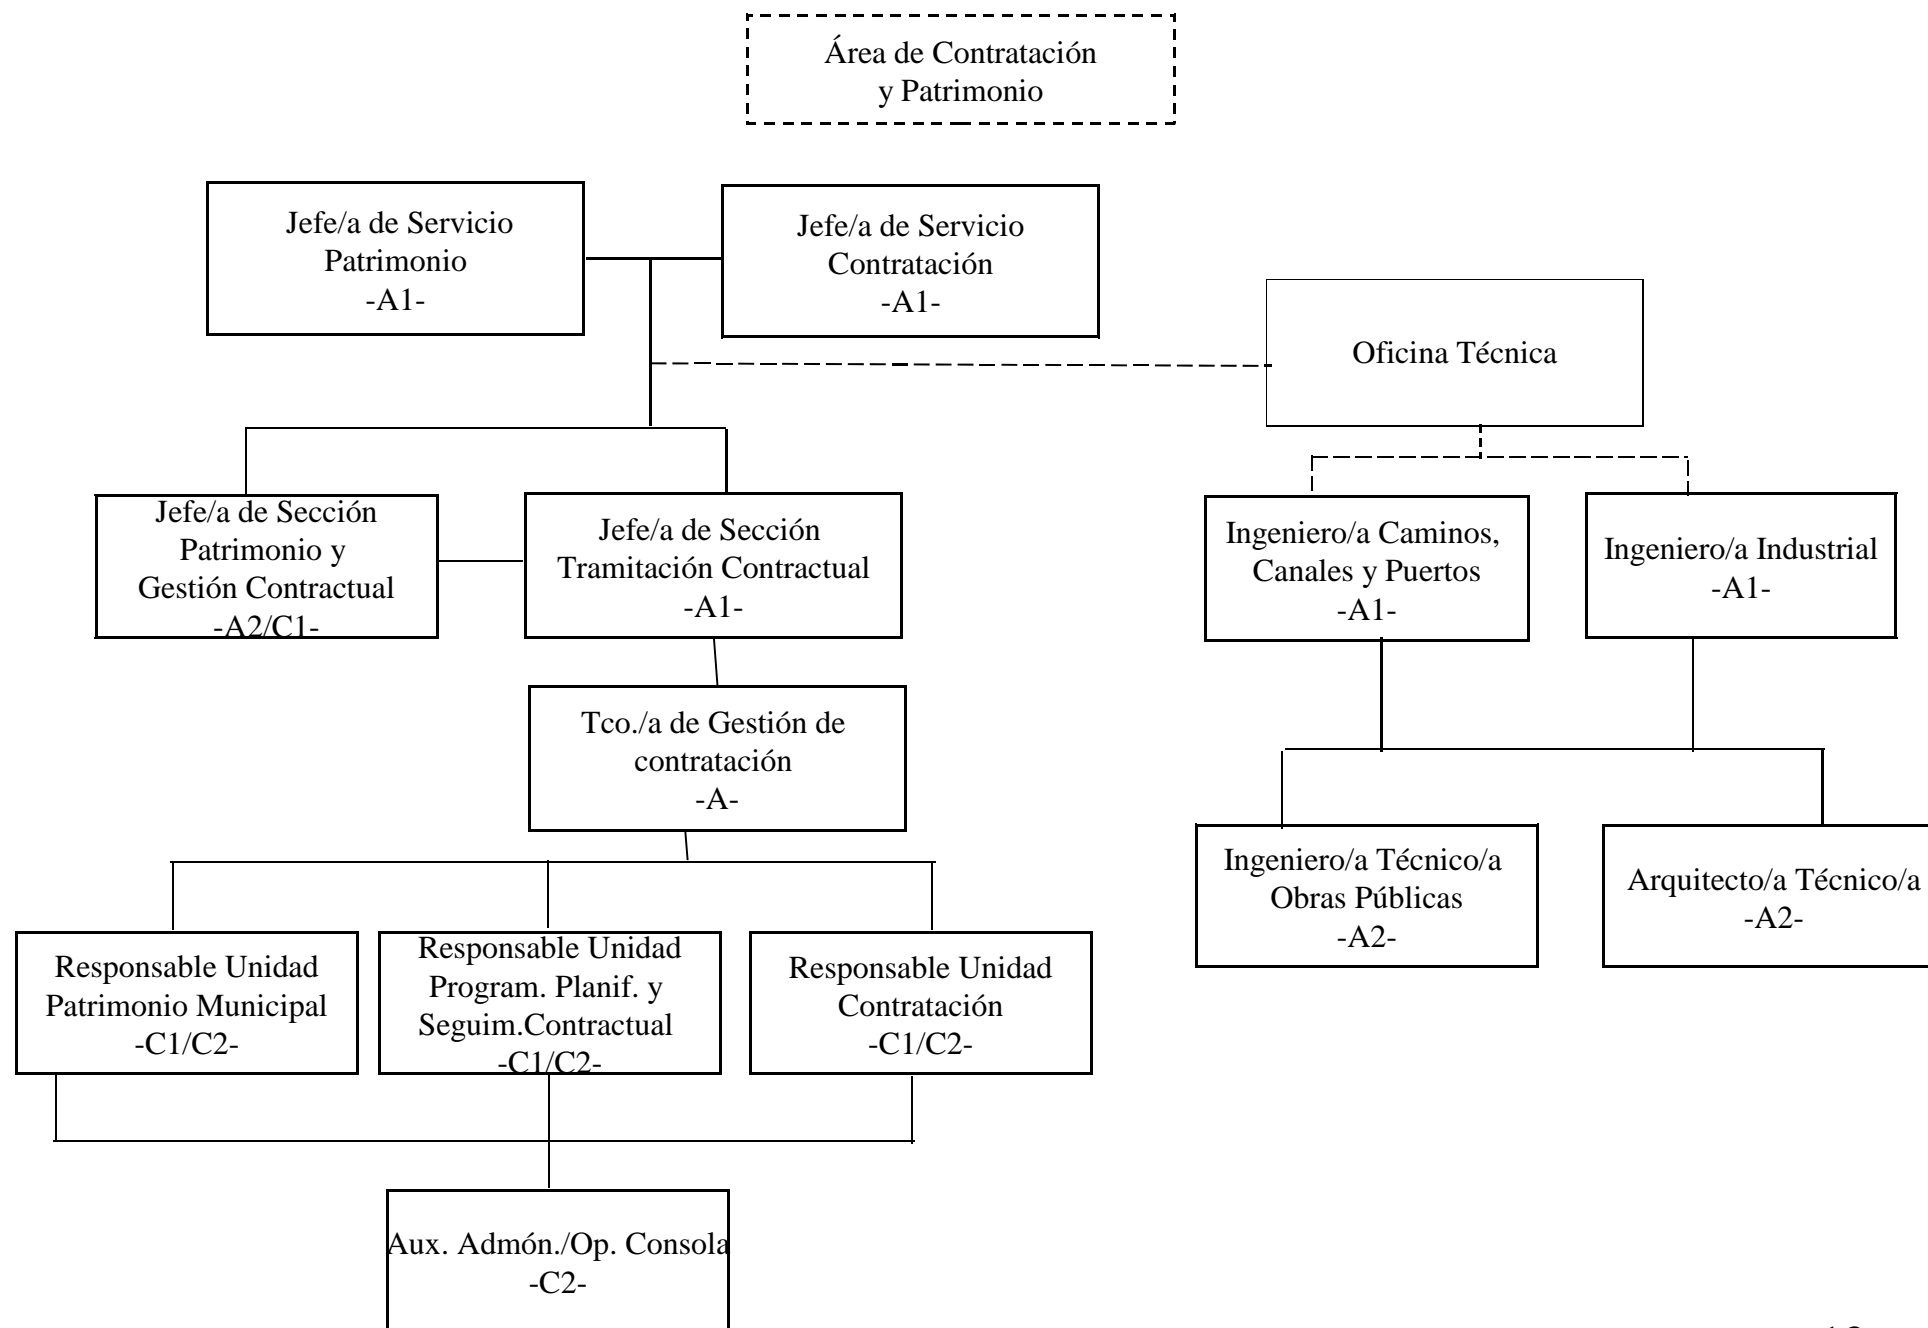 Área de Contratación
y Patrimonio
Jefe/a de Servicio
Patrimonio
-A1-
Jefe/a de Servicio
Contratación
-A1-
Oficina Técnica
Jefe/a de Sección
Patrimonio y
Gestión Contractual
-A2/C1-
Jefe/a de Sección
Tramitación Contractual
-A1-
Ingeniero/a Caminos,
Canales y Puertos
-A1-
Ingeniero/a Industrial
-A1-
Tco./a de Gestión de
contratación
-A-
Ingeniero/a Técnico/a
Obras Públicas
-A2-
Arquitecto/a Técnico/a
-A2-
Responsable Unidad
Patrimonio Municipal
-C1/C2-
Responsable Unidad
Program. Planif. y
Seguim.Contractual
-C1/C2-
Responsable Unidad
Contratación
-C1/C2-
Aux. Admón./Op. Consola
-C2-